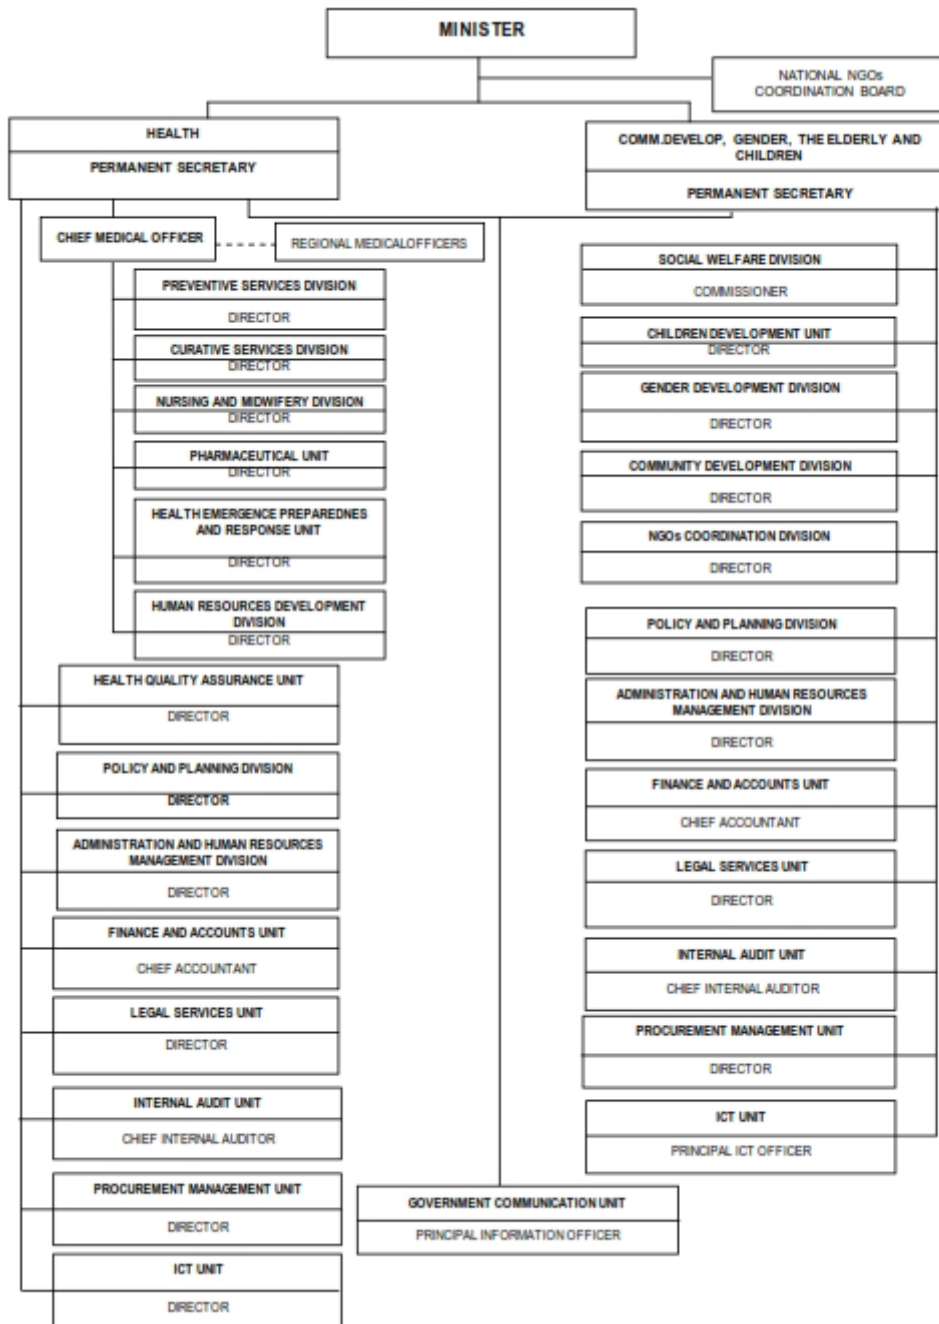 MINISTER
NATIONAL NGOs
COORDINATION BOARD
HEALTH
PERMANENT SECRETARY
COMM.DEVELOP, GENDER, THE ELDERLY AND
CHILDREN
PERMANENT SECRETARY
CHIEF MEDICAL OFFICER
REGIONAL MEDICALOFFICERS
PREVENTIVE SERVICES DIVISION
DIRECTOR
CURATIVE SERVICES DIVISION
DIRECTOR
NURSING AND MIDWIFERY DIVISION
DIRECTOR
PHARMACEUTICAL UNIT
DIRECTOR
HEALTH EMERGENCE PREPAREDNES
AND RESPONSE UNIT
DIRECTOR
HUMAN RESOURCES DEVELOPMENT
DIVISION
DIRECTOR
HEALTH QUALITY ASSURANCE UNIT
DIRECTOR
POLICY AND PLANNING DIVISION
DIRECTOR
ADMINISTRATION AND HUMAN RESOURCES
MANAGEMENT DIVISION
DIRECTOR
FINANCE AND ACCOUNTS UNIT
CHIEF ACCOUNTANT
LEGAL SERVICES UNIT
DIRECTOR
INTERNAL AUDIT UNIT
CHIEF INTERNAL AUDITOR
PROCUREMENT MANAGEMENT UNIT
DIRECTOR
ICT UNIT
DIRECTOR
GOVERNMENT COMMUNICATION UNIT
PRINCIPAL INFORMATION OFFICER
SOCIAL WELFARE DIVISION
COMMISSIONER
CHILDREN DEVELOPMENT UNIT
DIRECTOR
GENDER DEVELOPMENT DIVISION
DIRECTOR
COMMUNITY DEVELOPMENT DIVISION
DIRECTOR
NGOs COORDINATION DIVISION
DIRECTOR
POLICY AND PLANNING DIVISION
DIRECTOR
ADMINISTRATION AND HUMAN RESOURCES
MANAGEMENT DIVISION
DIRECTOR
FINANCE AND ACCOUNTS UNIT
CHIEF ACCOUNTANT
LEGAL SERVICES UNIT
DIRECTOR
INTERNAL AUDIT UNIT
CHIEF INTERNAL AUDITOR
PROCUREMENT MANAGEMENT UNIT
DIRECTOR
ICT UNIT
PRINCIPAL ICT OFFICER